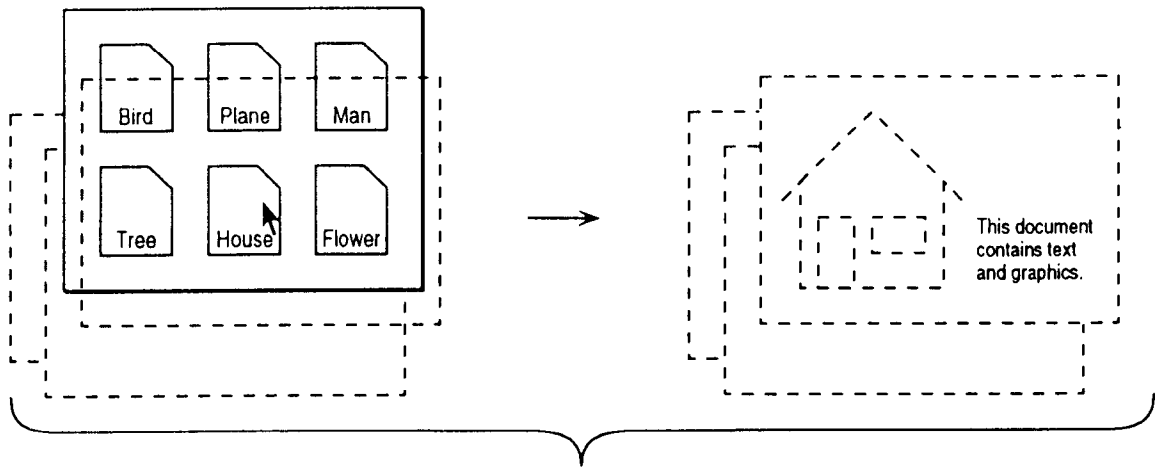 Bird Plane Man
Tree House Flower
This document
contains text
and graphics.